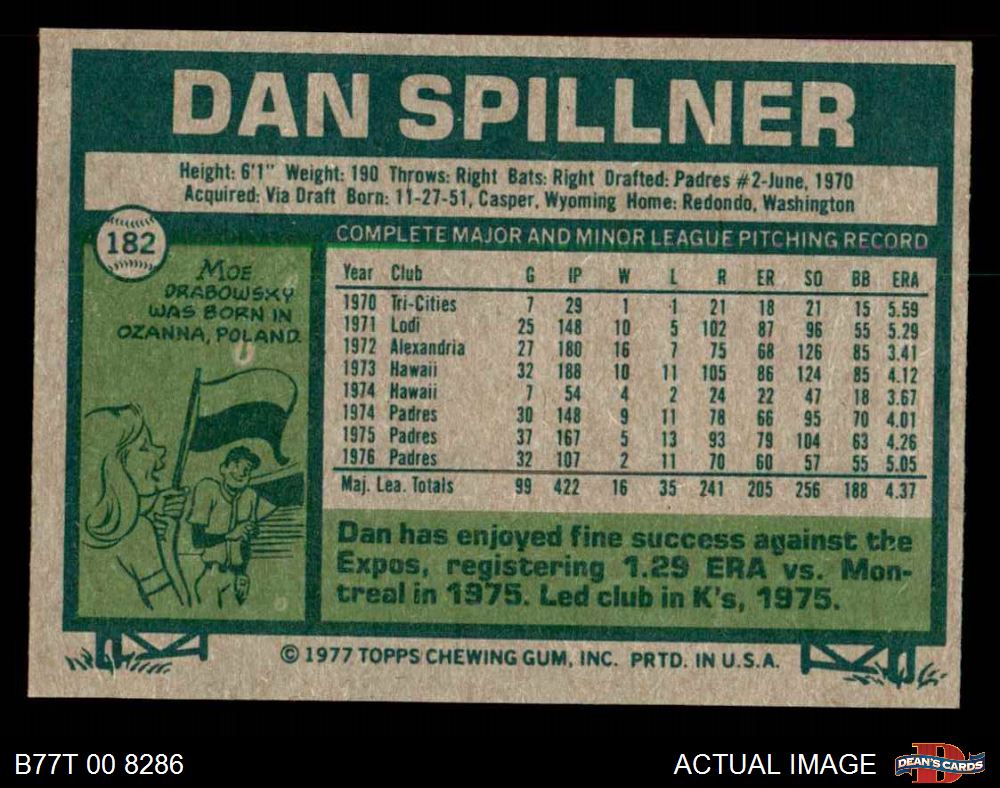 DAN SPILLNER
Height: 6'1" Weight: 190 Throws: Right Bats: Right Drafted: Padres #2-June, 1970
Acquired: Via Draft Born: 11-27-51, Casper, Wyoming Home: Redondo, Washington
182
MOE
DRABOWSKY
WAS BORN IN
OZANNA, POLAND.
COMPLETE MAJOR AND MINOR LEAGUE PITCHING RECORD
Year Club G IP W L R ER SO BB ERA
1970 Tri-Cities 7 29 1 1 21 18 21 15 5.59
1971 Lodi 25 148 10 5 102 87 96 55 5.29
1972 Alexandria 27 180 16 7 75 68 126 85 3.41
1973 Hawaii 32 188 10 11 105 86 124 85 4.12
1974 Hawaii 7 54 4 2 24 22 47 18 3.67
1974 Padres 30 148 9 11 78 66 95 70 4.01
1975 Padres 37 167 5 13 93 79 104 63 4.26
1976 Padres 32 107 2 11 70 60 57 55 5.05
Maj. Lea. Totals 99 422 16 35 241 205 256 188 4.37
Dan has enjoyed fine success against the
Expos, registering 1.29 ERA vs. Mon-
treal in 1975. Led club in K's, 1975.
© 1977 TOPPS CHEWING GUM, INC. PRTD. IN U.S.A.
B77T 00 8286
ACTUAL IMAGE
DEAN'S CARDS